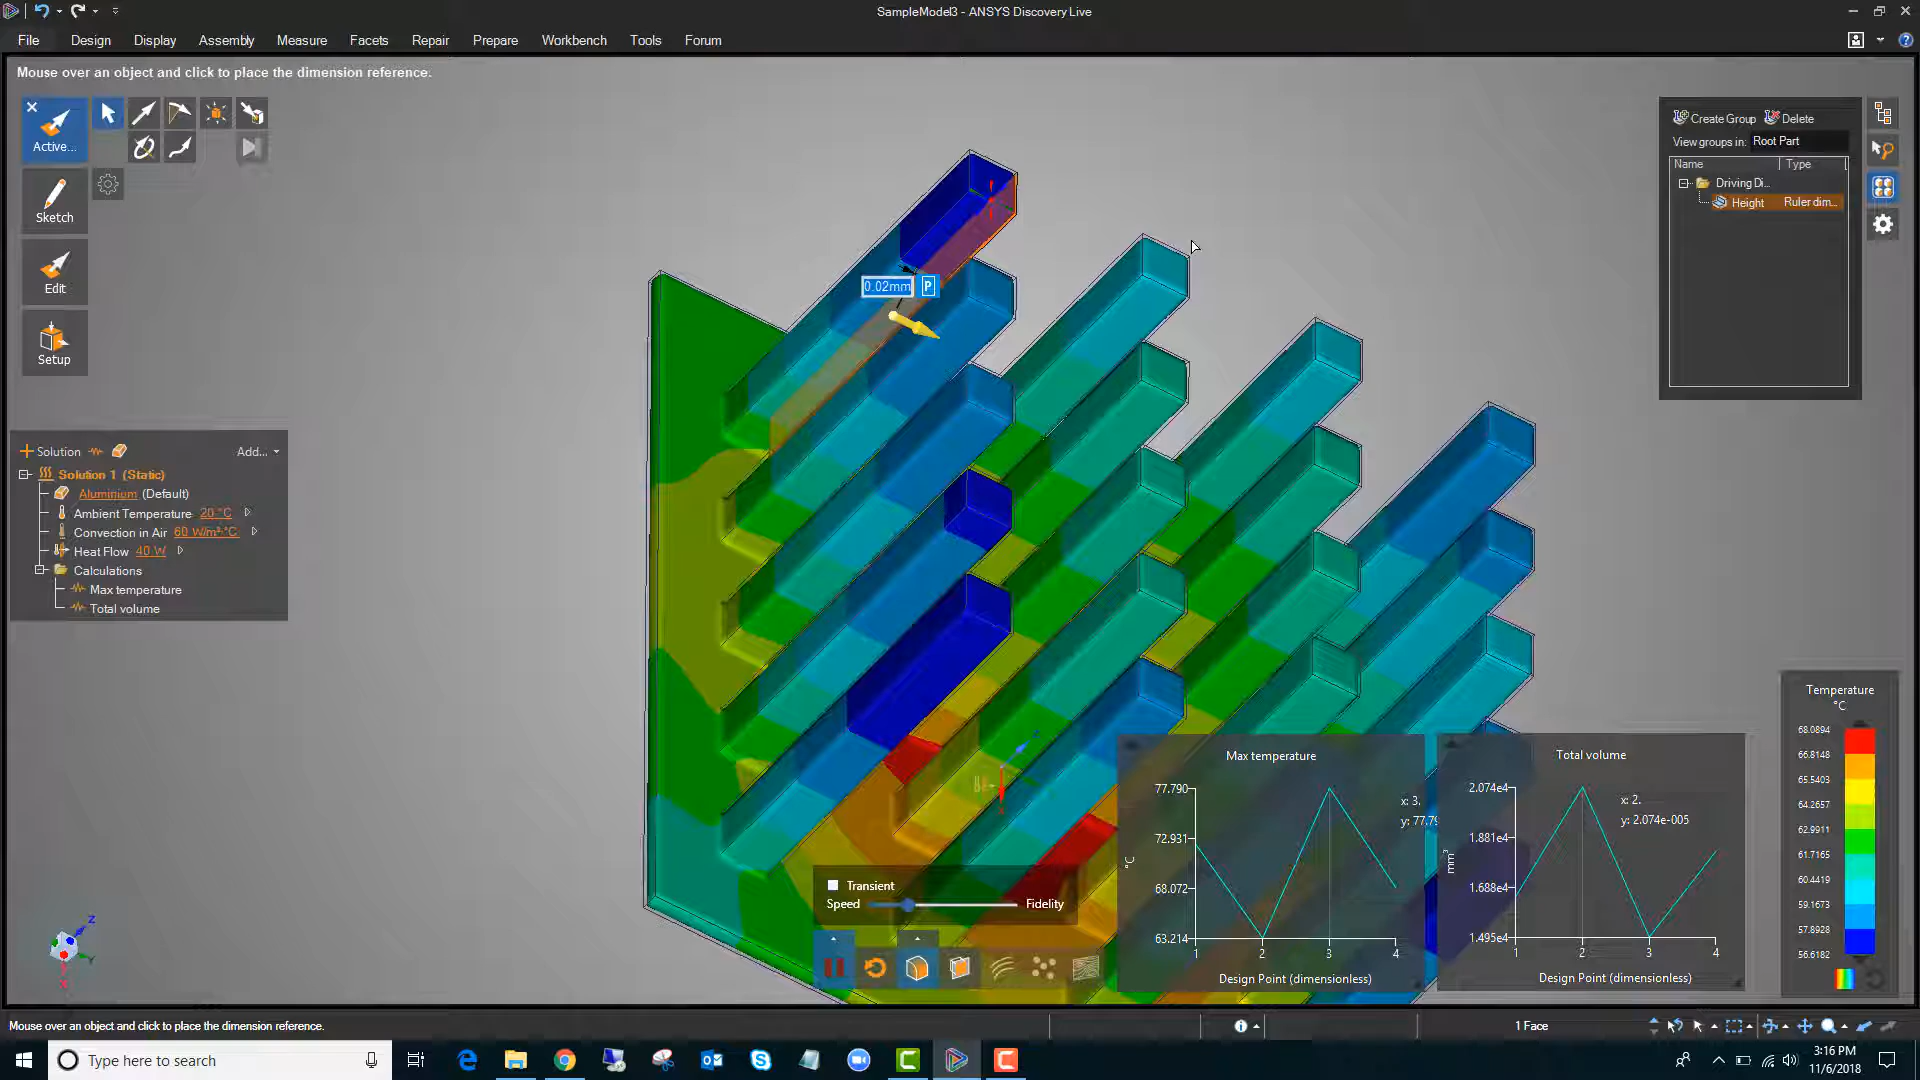 SampleModel3 - ANSYS Discovery Live
File Design Display Assembly Measure Facets Repair Prepare Workbench Tools Forum
Mouse over an object and click to place the dimension reference.
Active...
Sketch
Edit
Setup
0.02mm P
Create Group Delete
View groups in: Root Part
Name Type
Driving Di...
Height Ruler dim...
Solution Add...
Solution 1 (Static)
Aluminium (Default)
Ambient Temperature 20 °C
Convection in Air 60 W/m²·°C
Heat Flow 40 W
Calculations
Max temperature
Total volume
Transient
Speed Fidelity
Max temperature
77.790
72.931
68.072
63.214
°C
x: 3.
y: 77.79
1 2 3 4
Design Point (dimensionless)
Total volume
2.074e4
1.881e4
1.688e4
1.495e4
mm³
x: 2.
y: 2.074e-005
1 2 3 4
Design Point (dimensionless)
Temperature
°C
68.0894
66.8148
65.5403
64.2657
62.9911
61.7165
60.4419
59.1673
57.8928
56.6182
Z
Y
X
Mouse over an object and click to place the dimension reference.
1 Face
Type here to search
3:16 PM
11/6/2018